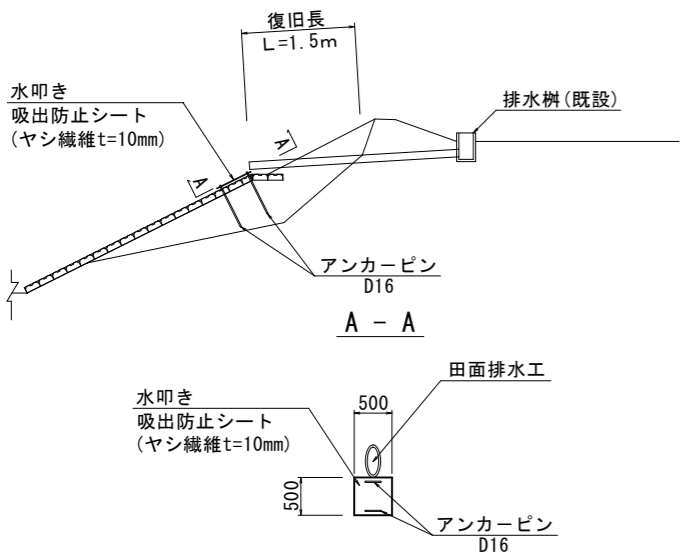 復旧長
L=1.5m
水叩き
吸出防止シート
(ヤシ繊維t=10mm)
排水桝(既設)
A
A
アンカーピン
D16
A - A
田面排水工
水叩き
500
吸出防止シート
(ヤシ繊維t=10mm)
500
アンカーピン
D16